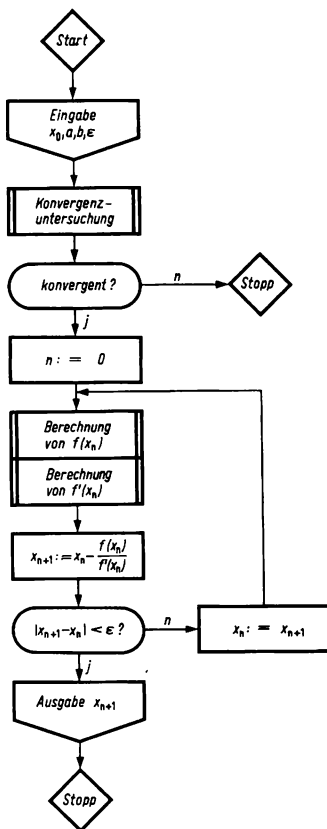 Start
Eingabe
x₀,a,b,ε
Konvergenz-
untersuchung
konvergent?
n
Stopp
j
n := 0
Berechnung
von f(xₙ)
Berechnung
von f'(xₙ)
xₙ₊₁ := xₙ - f(xₙ)/f'(xₙ)
|xₙ₊₁-xₙ| < ε ?
n
xₙ := xₙ₊₁
j
Ausgabe xₙ₊₁
Stopp